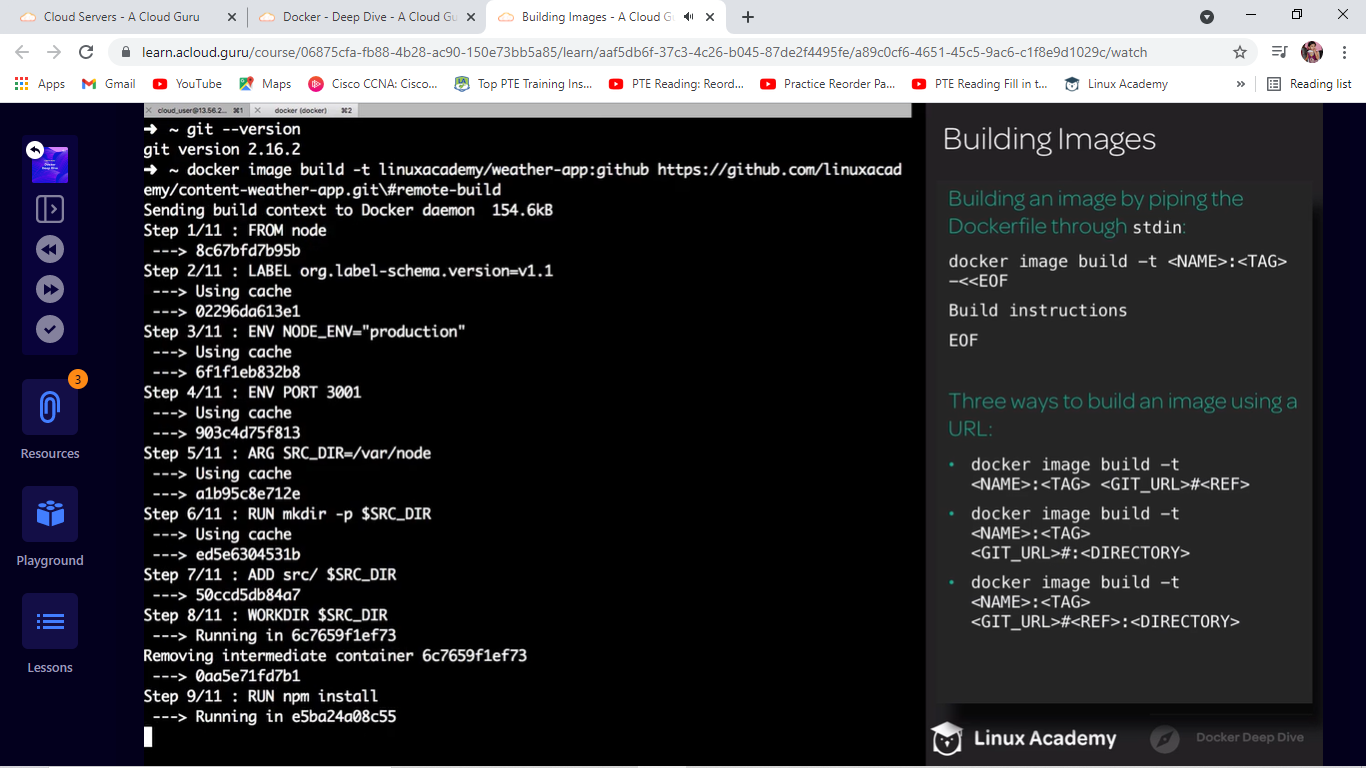 Cloud Servers - A Cloud Guru
Docker - Deep Dive - A Cloud Gu
Building Images - A Cloud G
learn.acloud.guru/course/06875cfa-fb88-4b28-ac90-150e73bb5a85/learn/aaf5db6f-37c3-4c26-b045-87de2f4495fe/a89c0cf6-4651-45c5-9ac6-c1f8e9d1029c/watch
Apps
Gmail
YouTube
Maps
Cisco CCNA: Cisco...
Top PTE Training Ins...
PTE Reading: Reord...
Practice Reorder Pa...
PTE Reading Fill in t...
Linux Academy
»
Reading list
Docker
Deep Dive
3
Resources
Playground
Lessons
cloud_user@13.56.2... ⌘1
docker (docker) ⌘2
➜ ~ git --version
git version 2.16.2
➜ ~ docker image build -t linuxacademy/weather-app:github https://github.com/linuxacad
emy/content-weather-app.git\#remote-build
Sending build context to Docker daemon 154.6kB
Step 1/11 : FROM node
---> 8c67bfd7b95b
Step 2/11 : LABEL org.label-schema.version=v1.1
---> Using cache
---> 02296da613e1
Step 3/11 : ENV NODE_ENV="production"
---> Using cache
---> 6f1f1eb832b8
Step 4/11 : ENV PORT 3001
---> Using cache
---> 903c4d75f813
Step 5/11 : ARG SRC_DIR=/var/node
---> Using cache
---> a1b95c8e712e
Step 6/11 : RUN mkdir -p $SRC_DIR
---> Using cache
---> ed5e6304531b
Step 7/11 : ADD src/ $SRC_DIR
---> 50ccd5db84a7
Step 8/11 : WORKDIR $SRC_DIR
---> Running in 6c7659f1ef73
Removing intermediate container 6c7659f1ef73
---> 0aa5e71fd7b1
Step 9/11 : RUN npm install
---> Running in e5ba24a08c55
Building Images
Building an image by piping the
Dockerfile through stdin:
docker image build -t <NAME>:<TAG>
-<<EOF
Build instructions
EOF
Three ways to build an image using a
URL:
• docker image build -t
<NAME>:<TAG> <GIT_URL>#<REF>
• docker image build -t
<NAME>:<TAG>
<GIT_URL>#:<DIRECTORY>
• docker image build -t
<NAME>:<TAG>
<GIT_URL>#<REF>:<DIRECTORY>
Linux Academy
Docker Deep Dive